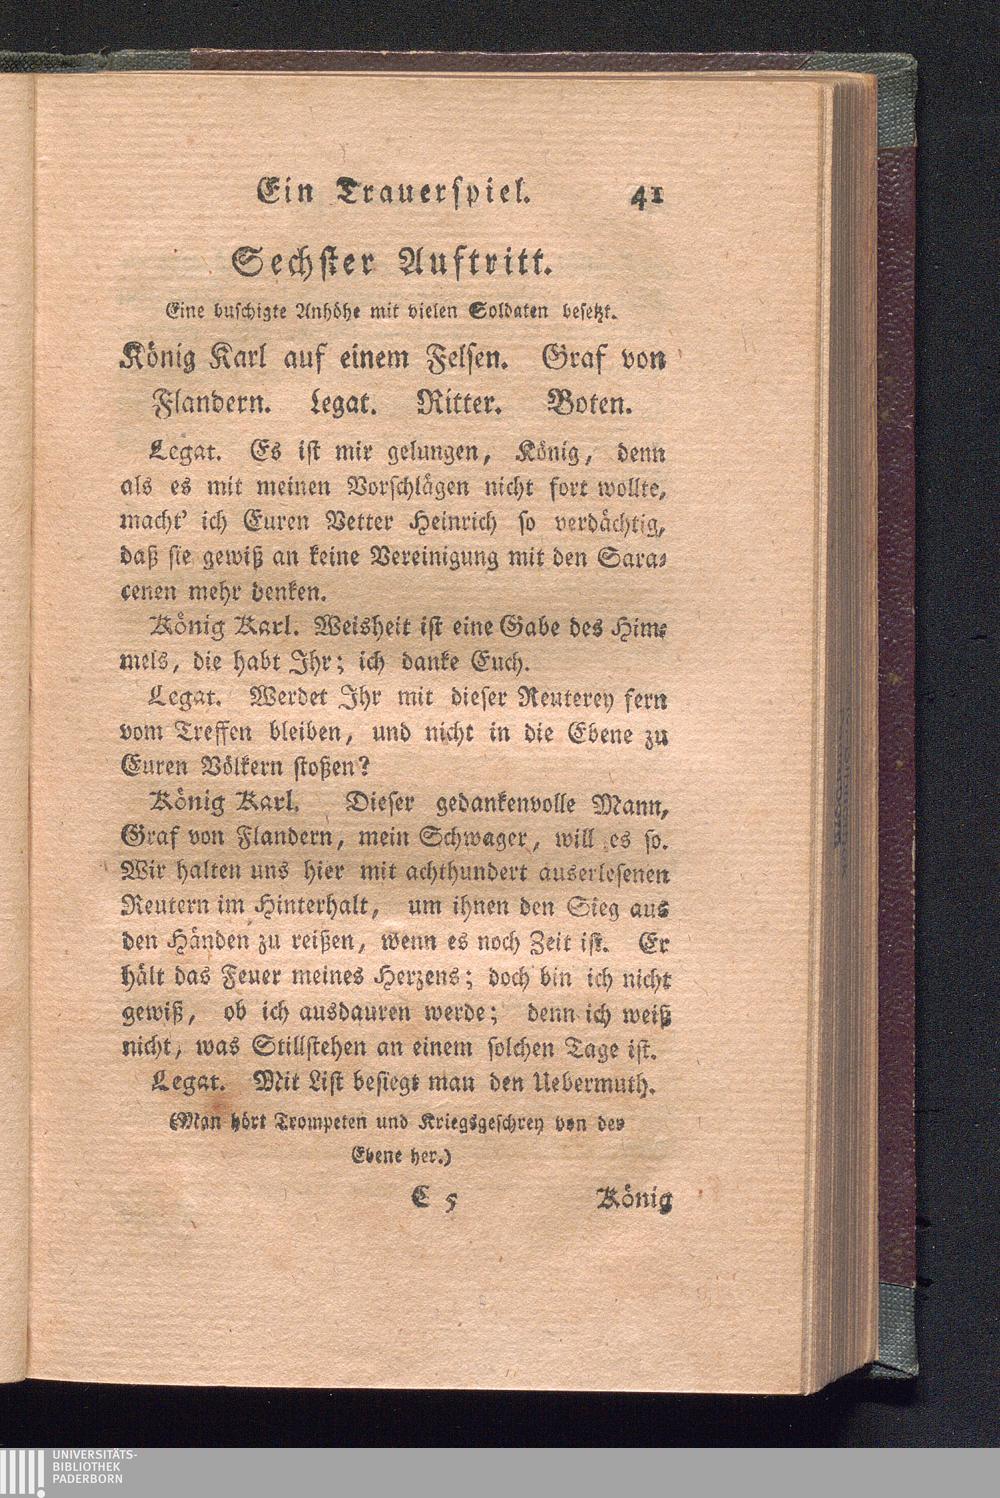 Ein Trauerspiel. 41
Sechster Auftritt.
Eine buschigte Anhöhe mit vielen Soldaten besetzt.
König Karl auf einem Felsen. Graf von
Flandern. Legat. Ritter. Boten.
Legat. Es ist mir gelungen, König, denn
als es mit meinen Vorschlägen nicht fort wollte,
macht' ich Euren Vetter Heinrich so verdächtig,
daß sie gewiß an keine Vereinigung mit den Sara-
cenen mehr denken.
König Karl. Weisheit ist eine Gabe des Him-
mels, die habt Ihr; ich danke Euch.
Legat. Werdet Ihr mit dieser Reuterey fern
vom Treffen bleiben, und nicht in die Ebene zu
Euren Völkern stoßen?
König Karl. Dieser gedankenvolle Mann,
Graf von Flandern, mein Schwager, will es so.
Wir halten uns hier mit achthundert auserlesenen
Reutern im Hinterhalt, um ihnen den Sieg aus
den Händen zu reißen, wenn es noch Zeit ist. Er
hält das Feuer meines Herzens; doch bin ich nicht
gewiß, ob ich ausdauren werde; denn ich weiß
nicht, was Stillstehen an einem solchen Tage ist.
Legat. Mit List besiegt man den Uebermuth.
(Man hört Trompeten und Kriegsgeschrey von der
Ebene her.)
C 5 König
UNIVERSITÄTS-
BIBLIOTHEK
PADERBORN